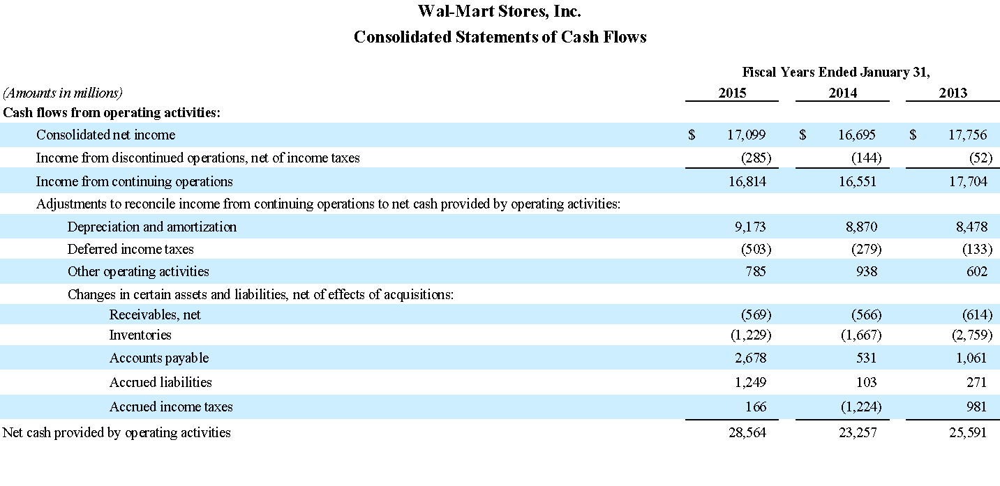 Wal-Mart Stores, Inc.
Consolidated Statements of Cash Flows
Fiscal Years Ended January 31,
(Amounts in millions) 2015 2014 2013
Cash flows from operating activities:
Consolidated net income $ 17,099 $ 16,695 $ 17,756
Income from discontinued operations, net of income taxes (285) (144) (52)
Income from continuing operations 16,814 16,551 17,704
Adjustments to reconcile income from continuing operations to net cash provided by operating activities:
Depreciation and amortization 9,173 8,870 8,478
Deferred income taxes (503) (279) (133)
Other operating activities 785 938 602
Changes in certain assets and liabilities, net of effects of acquisitions:
Receivables, net (569) (566) (614)
Inventories (1,229) (1,667) (2,759)
Accounts payable 2,678 531 1,061
Accrued liabilities 1,249 103 271
Accrued income taxes 166 (1,224) 981
Net cash provided by operating activities 28,564 23,257 25,591